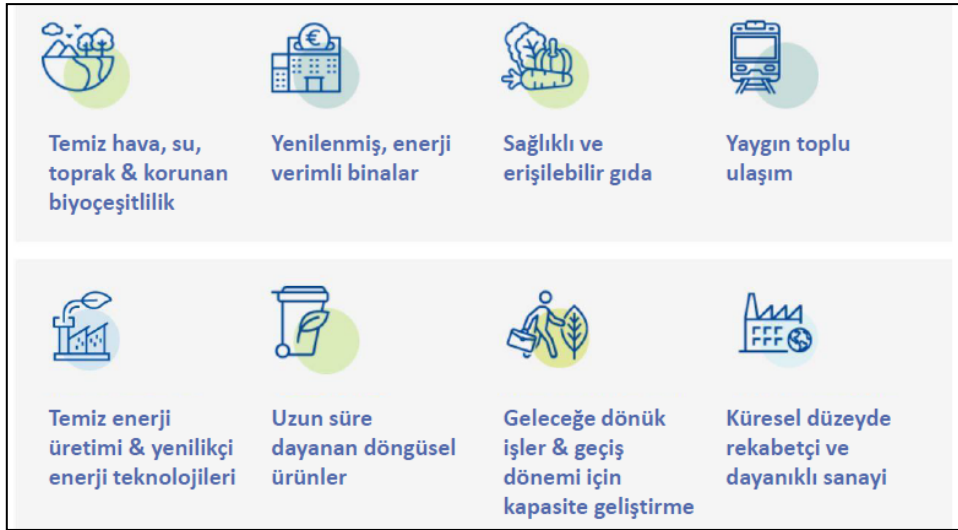 Temiz hava, su,
toprak & korunan
biyoçeşitlilik
Yenilenmiş, enerji
verimli binalar
Sağlıklı ve
erişilebilir gıda
Yaygın toplu
ulaşım
Temiz enerji
üretimi & yenilikçi
enerji teknolojileri
Uzun süre
dayanan döngüsel
ürünler
Geleceğe dönük
işler & geçiş
dönemi için
kapasite geliştirme
Küresel düzeyde
rekabetçi ve
dayanıklı sanayi